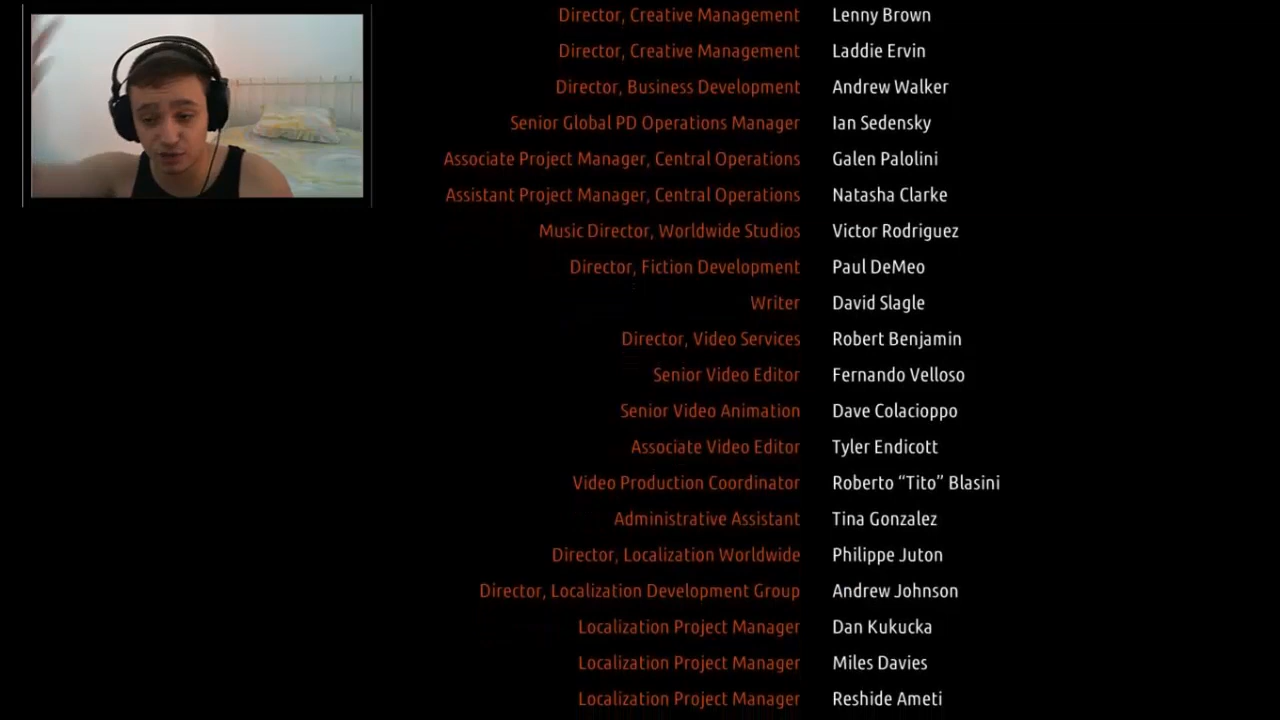 Director, Creative Management Lenny Brown
Director, Creative Management Laddie Ervin
Director, Business Development Andrew Walker
Senior Global PD Operations Manager Ian Sedensky
Associate Project Manager, Central Operations Galen Palolini
Assistant Project Manager, Central Operations Natasha Clarke
Music Director, Worldwide Studios Victor Rodriguez
Director, Fiction Development Paul DeMeo
Writer David Slagle
Director, Video Services Robert Benjamin
Senior Video Editor Fernando Velloso
Senior Video Animation Dave Colacioppo
Associate Video Editor Tyler Endicott
Video Production Coordinator Roberto “Tito” Blasini
Administrative Assistant Tina Gonzalez
Director, Localization Worldwide Philippe Juton
Director, Localization Development Group Andrew Johnson
Localization Project Manager Dan Kukucka
Localization Project Manager Miles Davies
Localization Project Manager Reshide Ameti